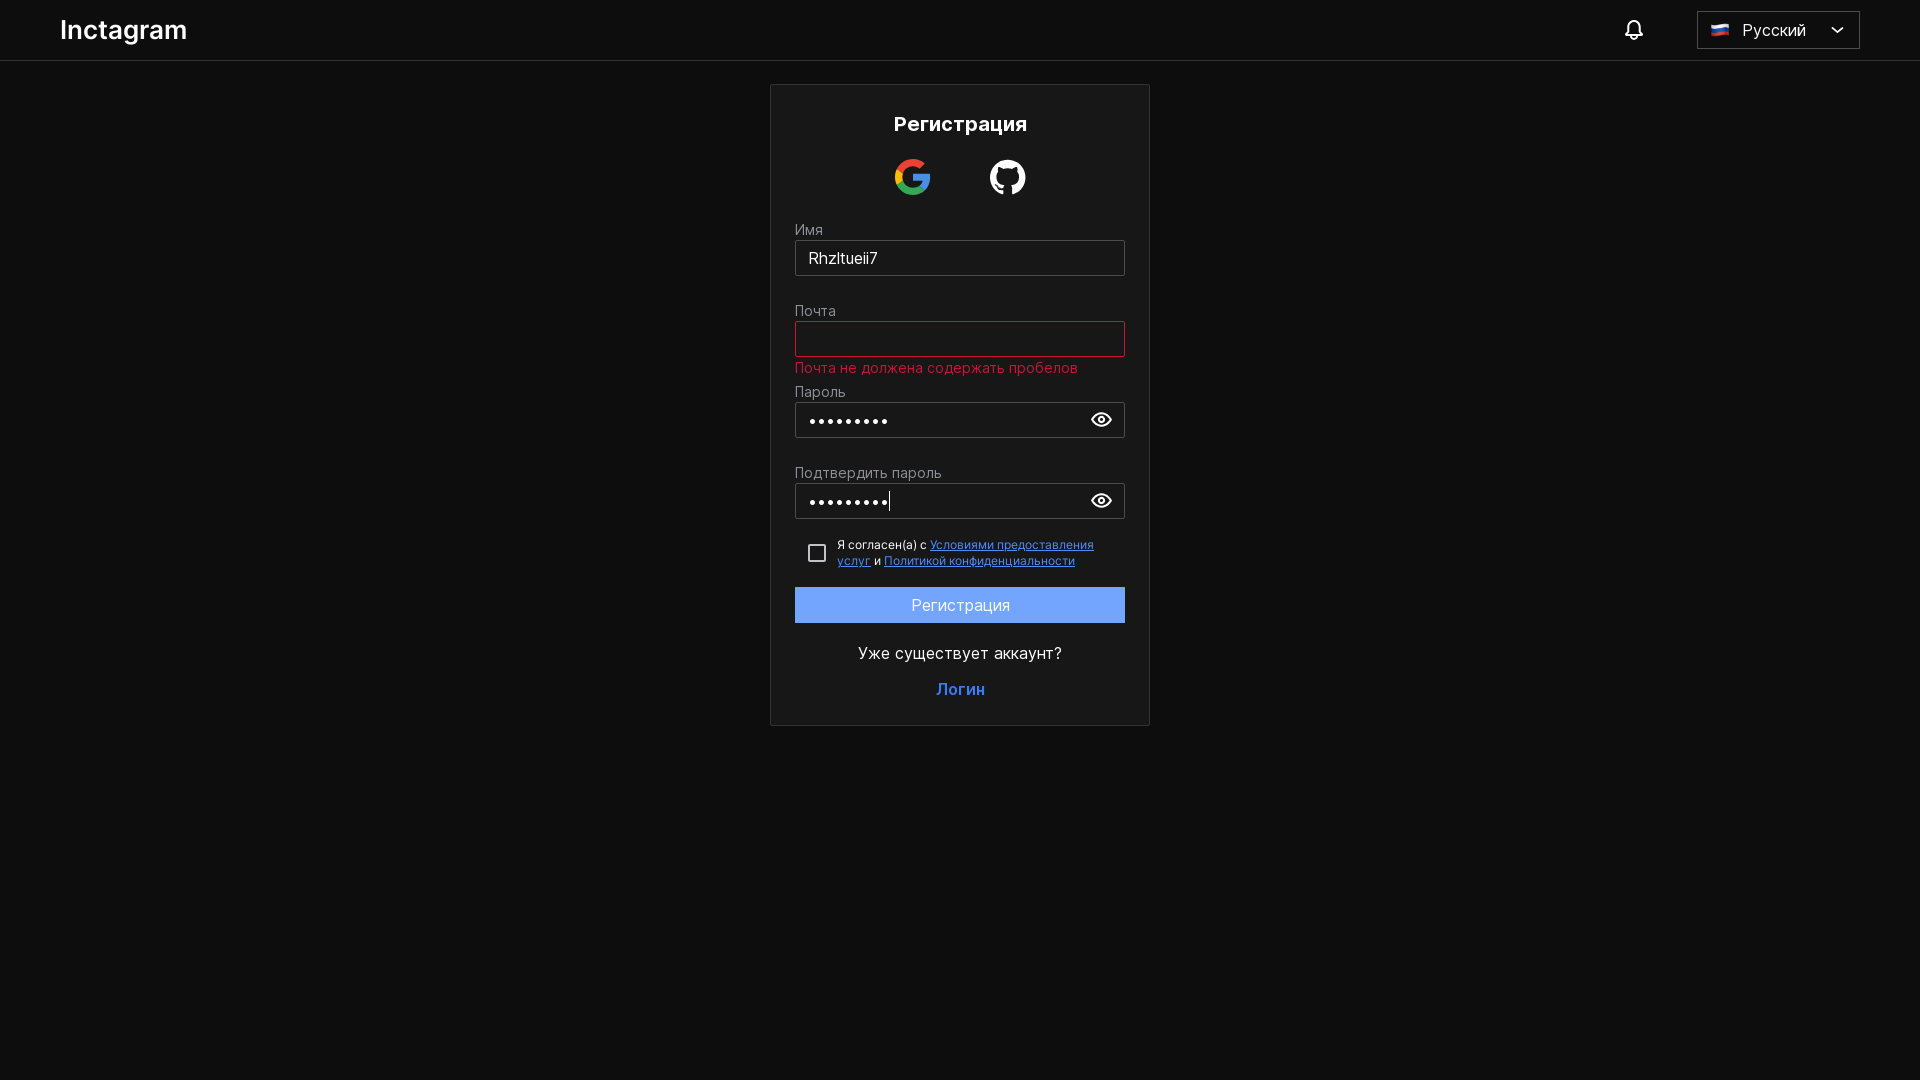 Inctagram
Русский
Регистрация
Имя
Rhzltueii7
Почта
Почта не должена содержать пробелов
Пароль
•••••••••
Подтвердить пароль
•••••••••
Я согласен(а) с Условиями предоставления
услуг и Политикой конфиденциальности
Регистрация
Уже существует аккаунт?
Логин